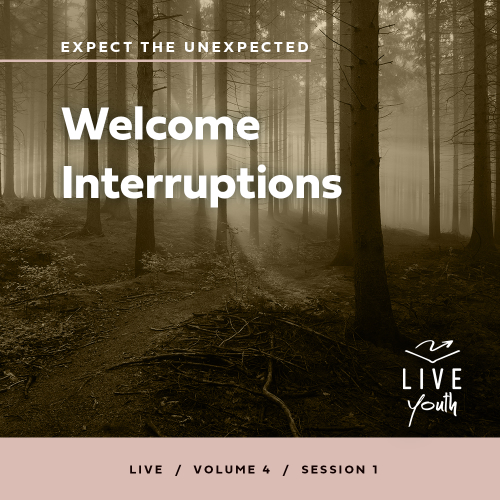 EXPECT THE UNEXPECTED
Welcome
Interruptions
LIVE
youth
LIVE / VOLUME 4 / SESSION 1